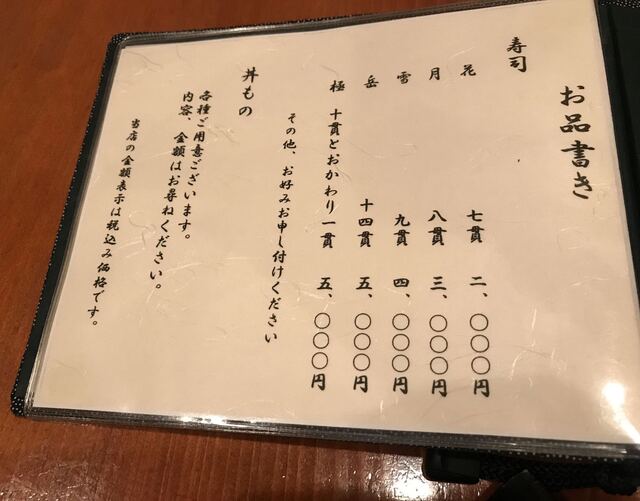 お品書き
寿司
花 七貫 二、〇〇〇円
月 八貫 三、〇〇〇円
雪 九貫 四、〇〇〇円
岳 十四貫 五、〇〇〇円
極 十貫とおかわり一貫 五、〇〇〇円
その他、お好みお申し付けください
丼もの
各種ご用意ございます。
内容、金額はお尋ねください。
当店の金額表示は税込み価格です。